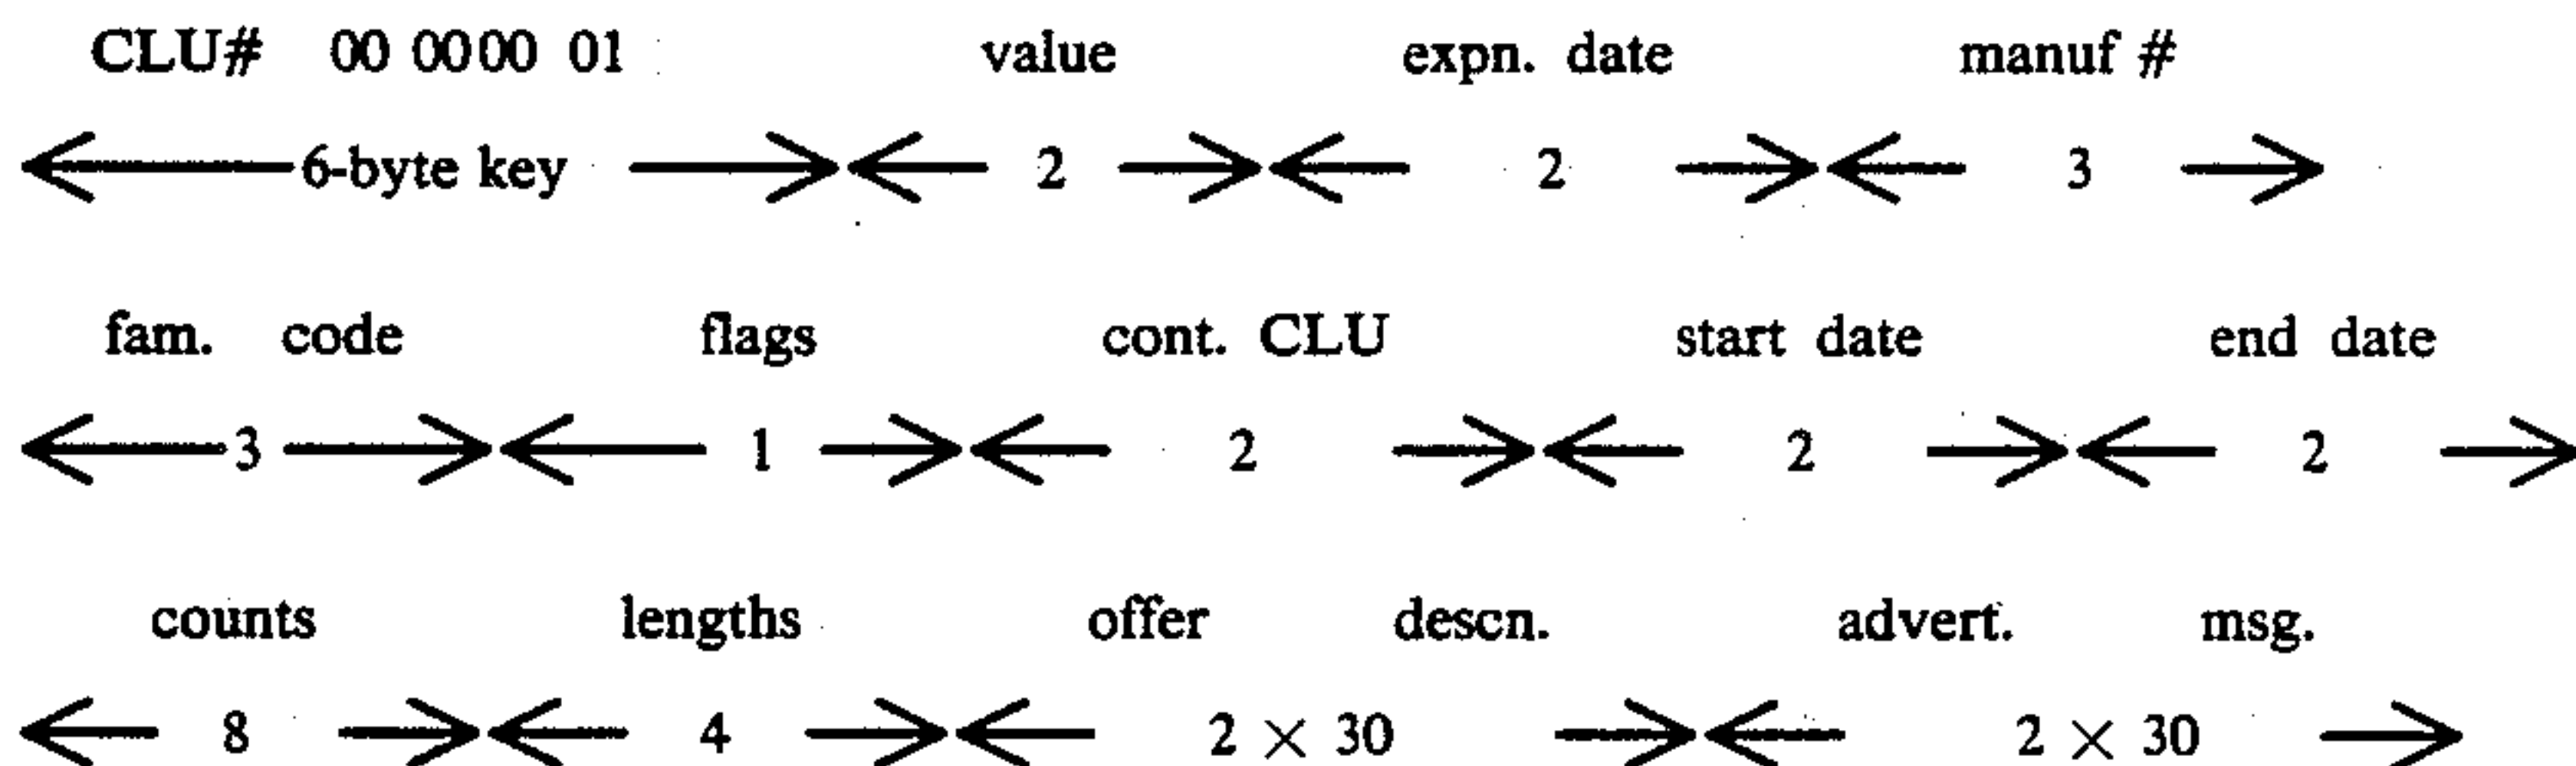 CLU# 00 0000 01 value expn. date manuf #
6-byte key 2 2 3
fam. code flags cont. CLU start date end date
3 1 2 2 2
counts lengths offer descn. advert. msg.
8 4 2 × 30 2 × 30